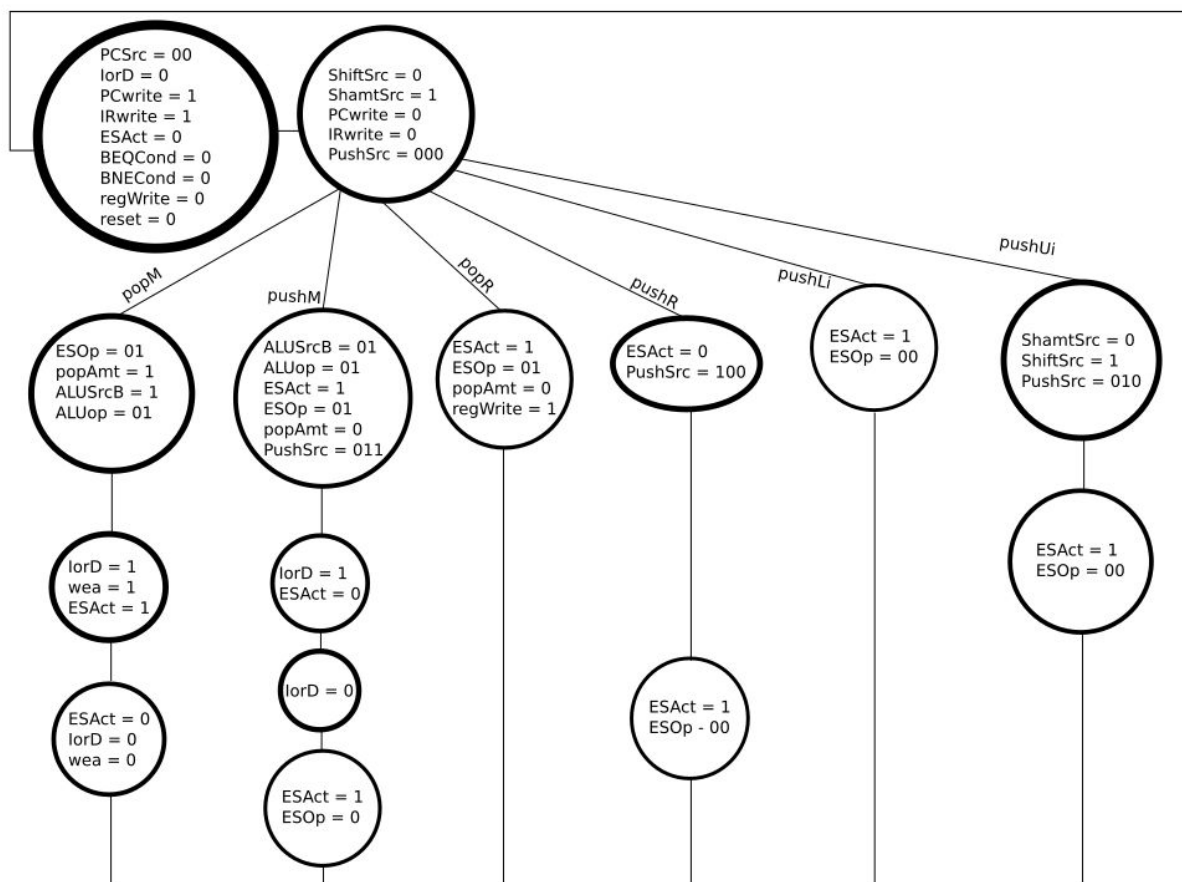 PCSrc = 00
IorD = 0
PCwrite = 1
IRwrite = 1
ESAct = 0
BEQCond = 0
BNECond = 0
regWrite = 0
reset = 0
ShiftSrc = 0
ShamtSrc = 1
PCwrite = 0
IRwrite = 0
PushSrc = 000
popM
pushM
popR
pushR
pushLi
pushUi
ESOp = 01
popAmt = 1
ALUSrcB = 1
ALUop = 01
ALUSrcB = 01
ALUop = 01
ESAct = 1
ESOp = 01
popAmt = 0
PushSrc = 011
ESAct = 1
ESOp = 01
popAmt = 0
regWrite = 1
ESAct = 0
PushSrc = 100
ESAct = 1
ESOp = 00
ShamtSrc = 0
ShiftSrc = 1
PushSrc = 010
IorD = 1
wea = 1
ESAct = 1
IorD = 1
ESAct = 0
ESAct = 1
ESOp = 00
IorD = 0
ESAct = 0
IorD = 0
wea = 0
ESAct = 1
ESOp - 00
ESAct = 1
ESOp = 0